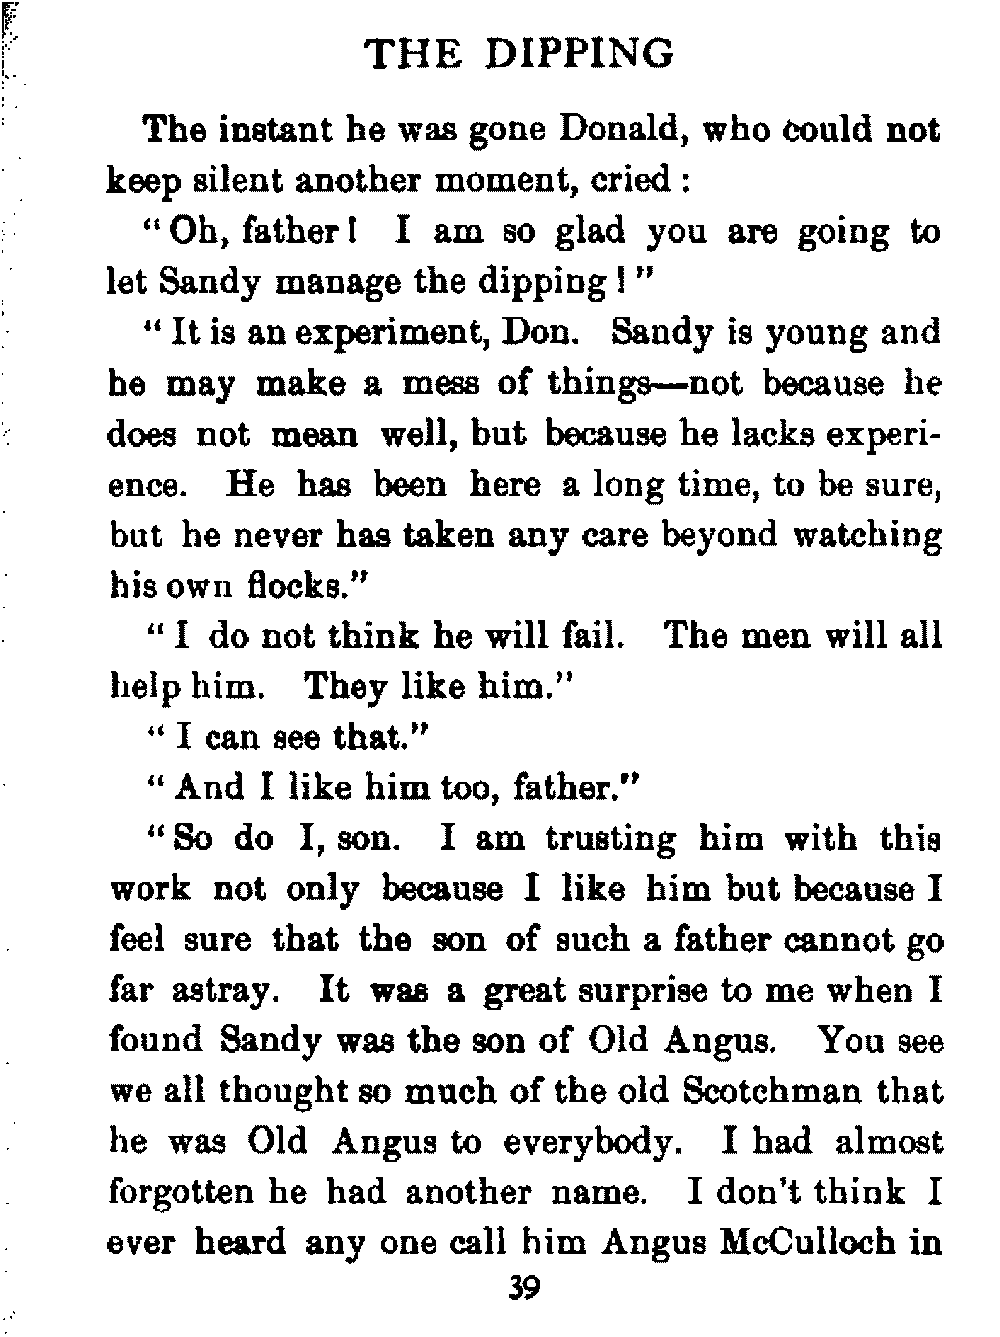 THE DIPPING
The instant he was gone Donald, who could not
keep silent another moment, cried :
“ Oh, father ! I am so glad you are going to
let Sandy manage the dipping ! ”
“ It is an experiment, Don. Sandy is young and
he may make a mess of things—not because he
does not mean well, but because he lacks experi-
ence. He has been here a long time, to be sure,
but he never has taken any care beyond watching
his own flocks.”
“ I do not think he will fail. The men will all
help him. They like him.”
“ I can see that.”
“ And I like him too, father.”
“ So do I, son. I am trusting him with this
work not only because I like him but because I
feel sure that the son of such a father cannot go
far astray. It was a great surprise to me when I
found Sandy was the son of Old Angus. You see
we all thought so much of the old Scotchman that
he was Old Angus to everybody. I had almost
forgotten he had another name. I don't think I
ever heard any one call him Angus McCulloch in
39